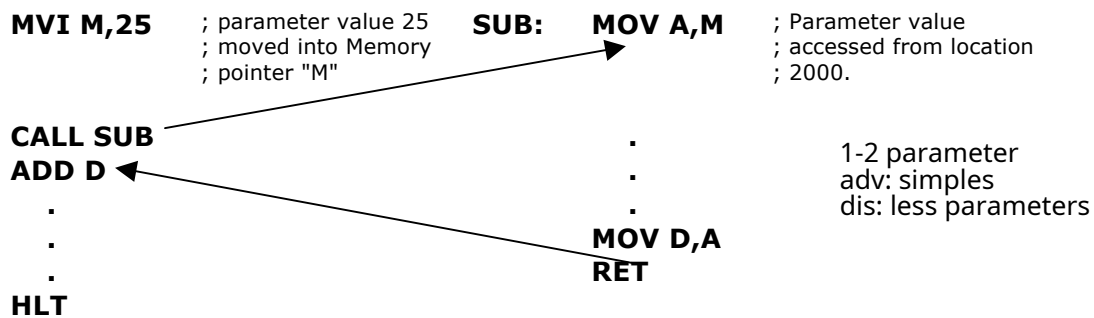 MVI M,25 ; parameter value 25 SUB: MOV A,M ; Parameter value
; moved into Memory ; accessed from location
; pointer "M" ; 2000.
CALL SUB .
ADD D .
. .
. MOV D,A
. RET
HLT
1-2 parameter
adv: simples
dis: less parameters